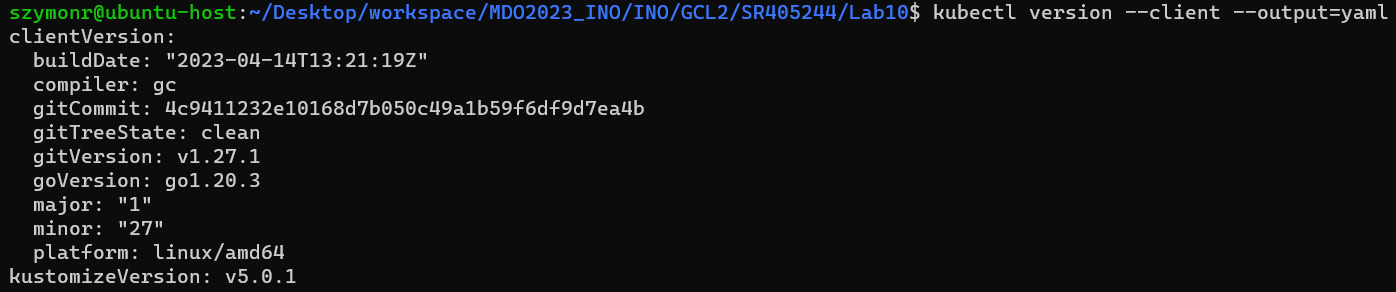 szymonr@ubuntu-host:~/Desktop/workspace/MDO2023_INO/INO/GCL2/SR405244/Lab10$ kubectl version --client --output=yaml
clientVersion:
  buildDate: "2023-04-14T13:21:19Z"
  compiler: gc
  gitCommit: 4c9411232e10168d7b050c49a1b59f6df9d7ea4b
  gitTreeState: clean
  gitVersion: v1.27.1
  goVersion: go1.20.3
  major: "1"
  minor: "27"
  platform: linux/amd64
kustomizeVersion: v5.0.1